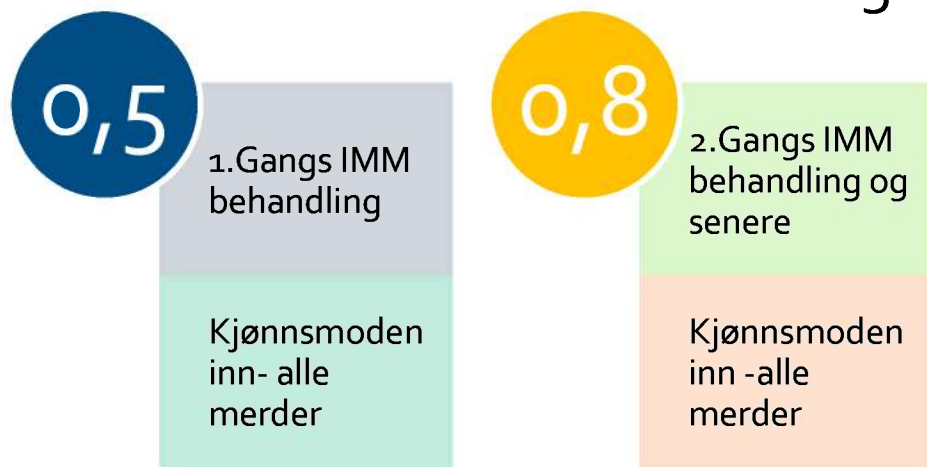 0,5
1.Gangs IMM
behandling
Kjønnsmoden
inn- alle
merder
0,8
2.Gangs IMM
behandling og
senere
Kjønnsmoden
inn -alle
merder